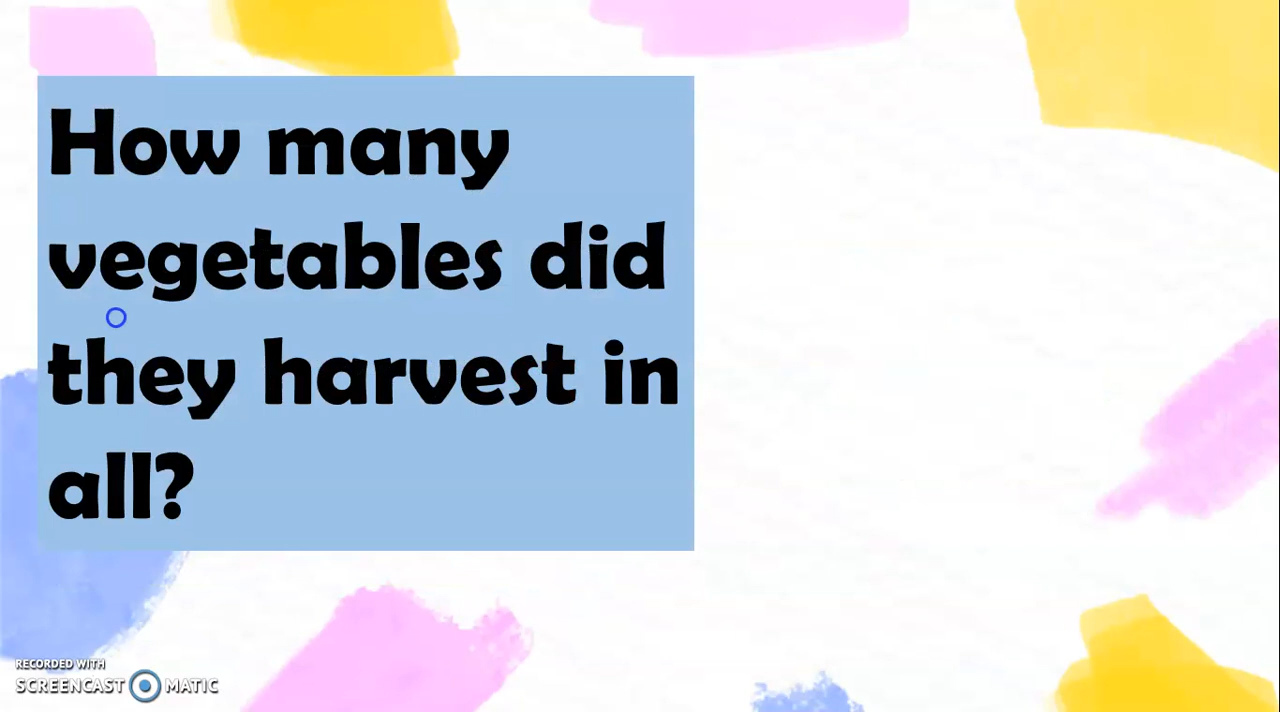 How many
vegetables did
they harvest in
all?
RECORDED WITH
SCREENCAST MATIC